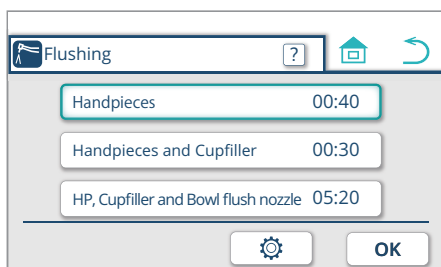 Flushing ?
Handpieces 00:40
Handpieces and Cupfiller 00:30
HP, Cupfiller and Bowl flush nozzle 05:20
OK